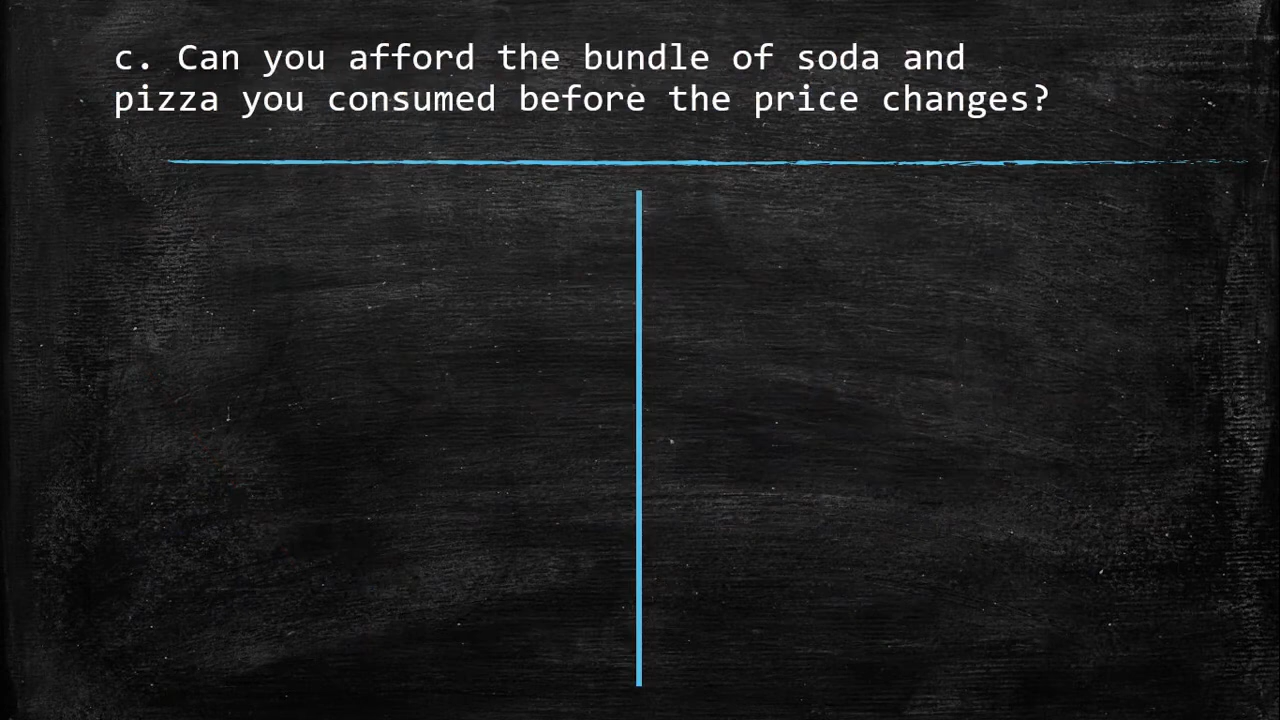 c. Can you afford the bundle of soda and
pizza you consumed before the price changes?